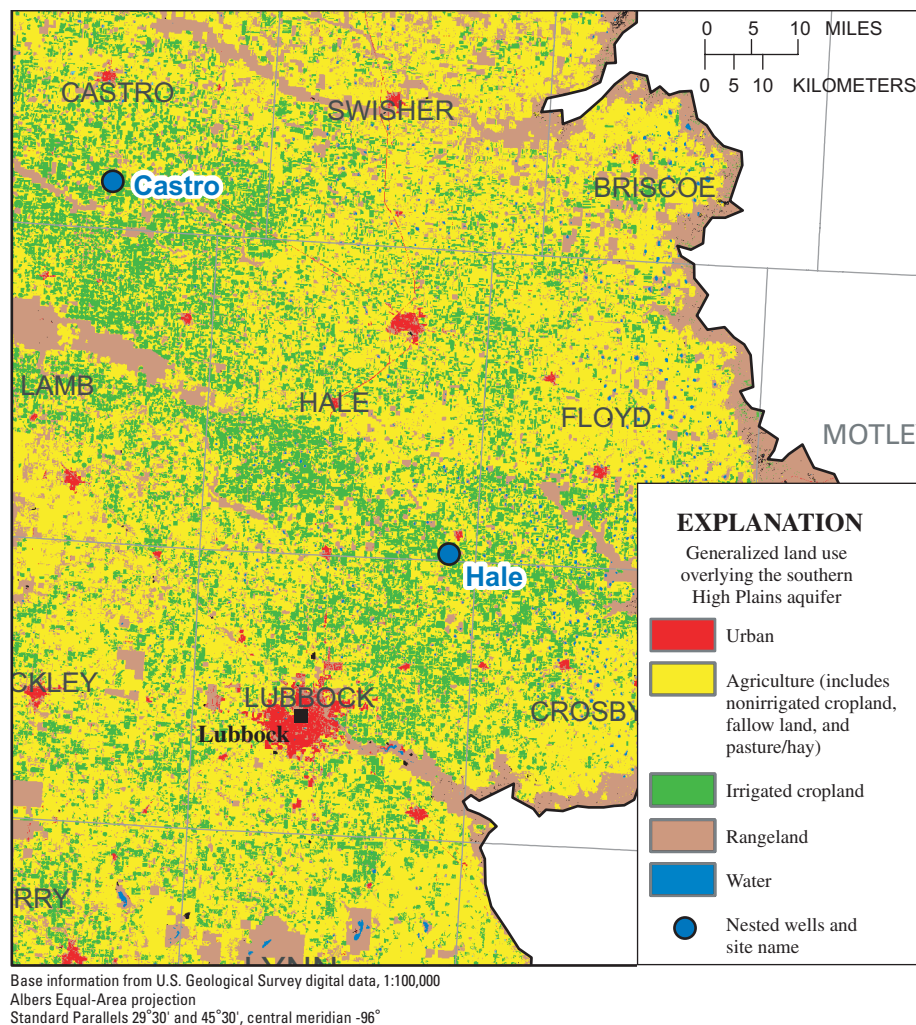 0 5 10 MILES
0 5 10 KILOMETERS
CASTRO
SWISHER
Castro
BRISCOE
LAMB
HALE
FLOYD
MOTLE
Hale
CKLEY
LUBBOCK
Lubbock
CROSBY
RRY
LYNN
EXPLANATION
Generalized land use
overlying the southern
High Plains aquifer
Urban
Agriculture (includes
nonirrigated cropland,
fallow land, and
pasture/hay)
Irrigated cropland
Rangeland
Water
Nested wells and
site name
Base information from U.S. Geological Survey digital data, 1:100,000
Albers Equal-Area projection
Standard Parallels 29°30' and 45°30', central meridian -96°